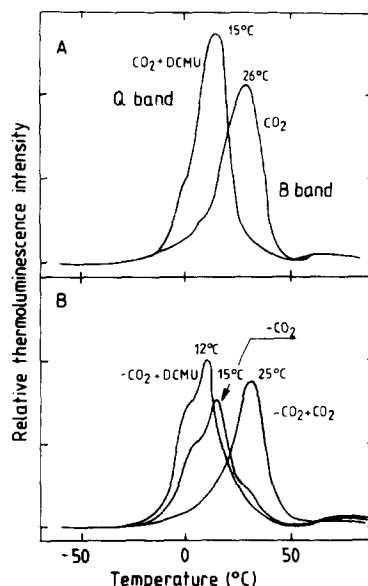 A
15°C
CO₂+DCMU
26°C
Q band
CO₂
B band
Relative thermoluminescence intensity
B
-CO₂
12°C
-CO₂+DCMU
15°C
25°C
-CO₂+CO₂
-50
0
50
Temperature (°C)